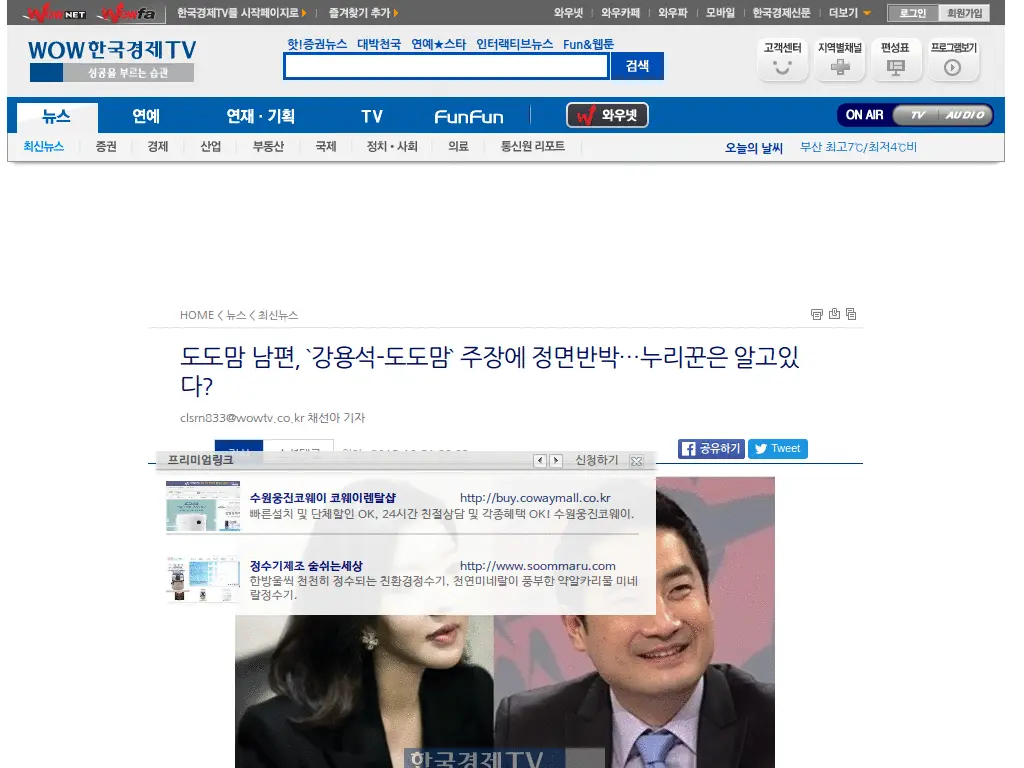 WowNET Wowfa 한국경제TV를 시작페이지로 즐겨찾기 추가 와우넷 와우카페 와우파 모바일 한국경제신문 더보기 로그인 회원가입
핫!증권뉴스 대박천국 연예★스타 인터랙티브뉴스 Fun&웹툰
WOW한국경제TV
성공을 부르는 습관
검색
고객센터 지역별채널 편성표 프로그램보기
뉴스 연예 연재·기획 TV FunFun 와우넷 ON AIR TV AUDIO
최신뉴스 증권 경제 산업 부동산 국제 정치·사회 의료 통신원 리포트 오늘의 날씨 부산 최고7℃/최저4℃비
HOME < 뉴스 < 최신뉴스
도도맘 남편, `강용석-도도맘` 주장에 정면반박…누리꾼은 알고있
다?
clsrn833@wowtv.co.kr 채선아 기자
공유하기 Tweet
프리미엄링크 신청하기
수원웅진코웨이 코웨이렌탈샵 http://buy.cowaymall.co.kr
빠른설치 및 단체할인 OK, 24시간 친절상담 및 각종혜택 OK! 수원웅진코웨이.
정수기제조 숨쉬는세상 http://www.soommaru.com
한방울씩 천천히 정수되는 친환경정수기, 천연미네랄이 풍부한 약알카리물 미네
랄정수기.
한국경제TV